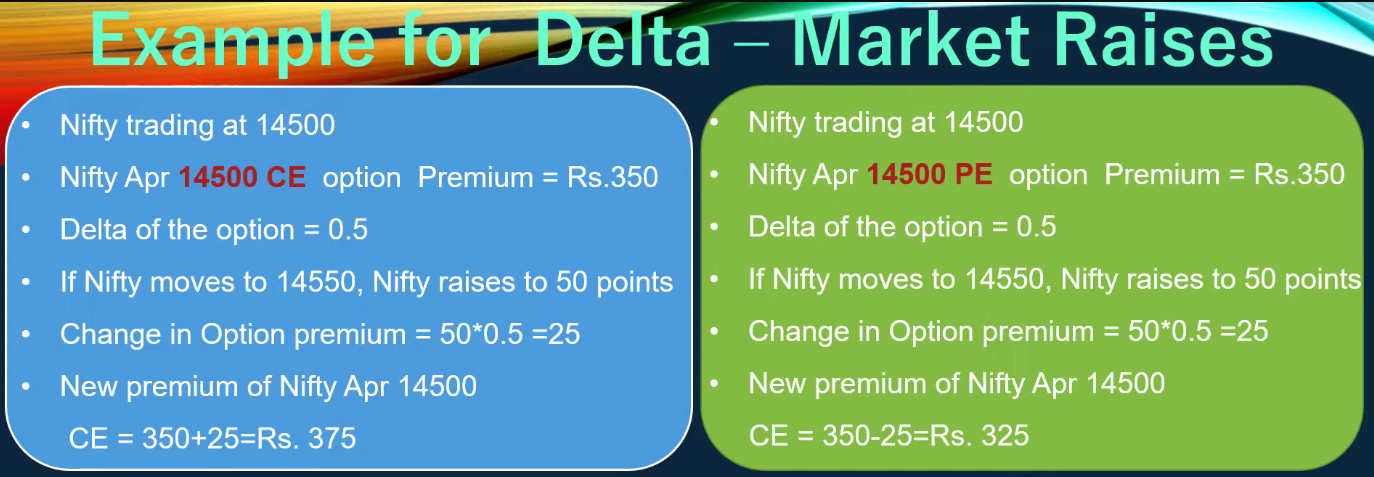 Example for Delta – Market Raises
• Nifty trading at 14500
• Nifty Apr 14500 CE option Premium = Rs.350
• Delta of the option = 0.5
• If Nifty moves to 14550, Nifty raises to 50 points
• Change in Option premium = 50*0.5 =25
• New premium of Nifty Apr 14500
CE = 350+25=Rs. 375
• Nifty trading at 14500
• Nifty Apr 14500 PE option Premium = Rs.350
• Delta of the option = 0.5
• If Nifty moves to 14550, Nifty raises to 50 points
• Change in Option premium = 50*0.5 =25
• New premium of Nifty Apr 14500
CE = 350-25=Rs. 325